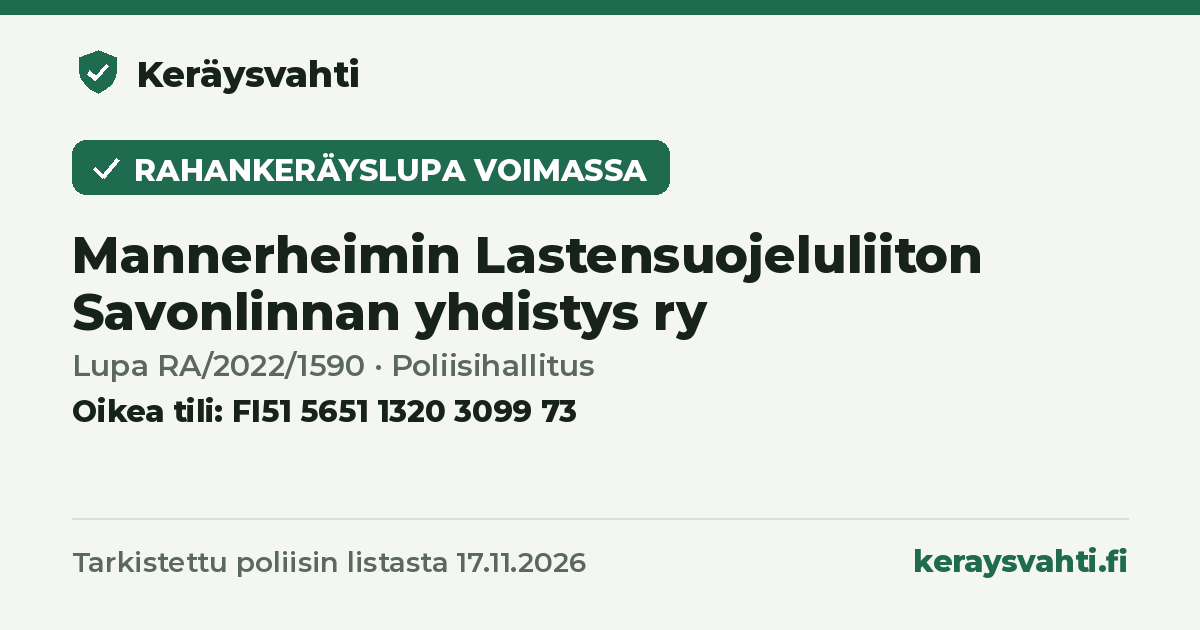 Keräysvahti
RAHANKERÄYSLUPA VOIMASSA
Mannerheimin Lastensuojeluliiton
Savonlinnan yhdistys ry
Lupa RA/2022/1590 · Poliisihallitus
Oikea tili: FI51 5651 1320 3099 73
Tarkistettu poliisin listasta 17.11.2026
keraysvahti.fi